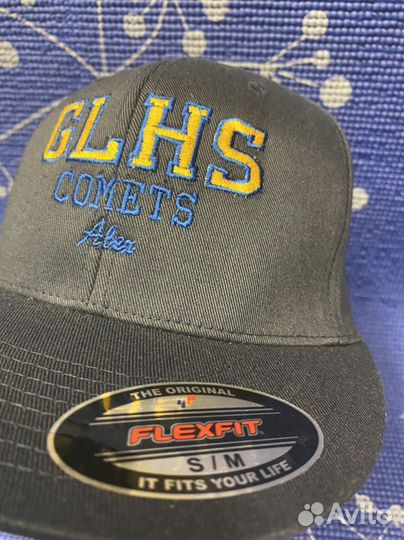 GLHS
COMETS
Alex
THE ORIGINAL
FLEXFIT
S/M
IT FITS YOUR LIFE
Avito